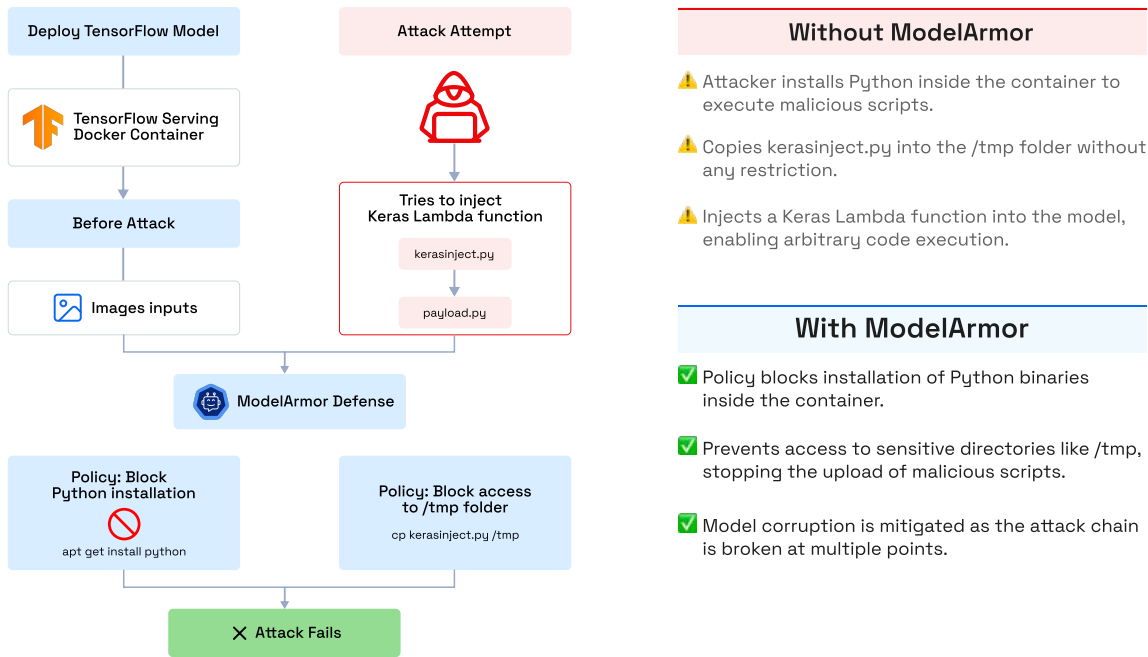 Deploy TensorFlow Model
TensorFlow Serving
Docker Container
Before Attack
Images inputs
Attack Attempt
Tries to inject
Keras Lambda function
kerasinject.py
payload.py
ModelArmor Defense
Policy: Block
Python installation
apt get install python
Policy: Block access
to /tmp folder
cp kerasinject.py /tmp
Attack Fails
Without ModelArmor
Attacker installs Python inside the container to
execute malicious scripts.
Copies kerasinject.py into the /tmp folder without
any restriction.
Injects a Keras Lambda function into the model,
enabling arbitrary code execution.
With ModelArmor
Policy blocks installation of Python binaries
inside the container.
Prevents access to sensitive directories like /tmp,
stopping the upload of malicious scripts.
Model corruption is mitigated as the attack chain
is broken at multiple points.